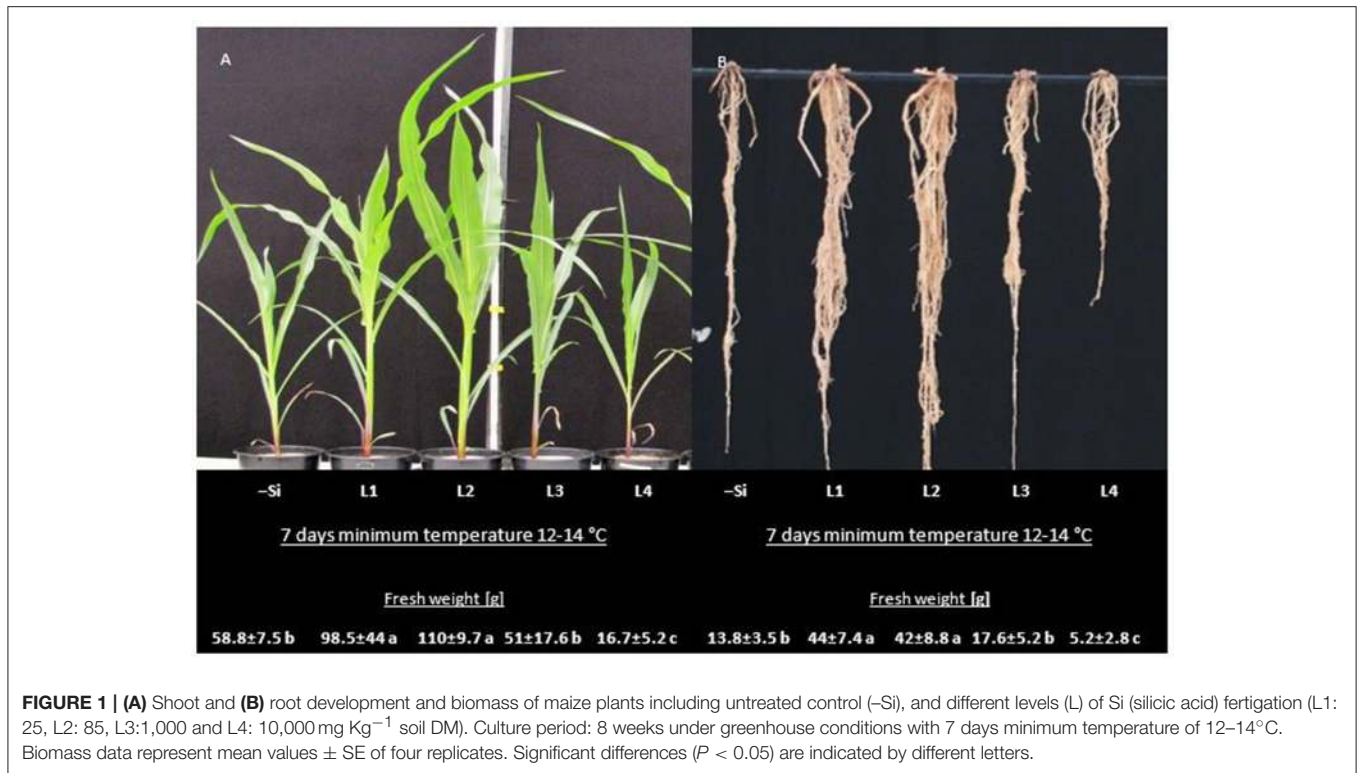 A
B
–Si L1 L2 L3 L4 –Si L1 L2 L3 L4
7 days minimum temperature 12-14 °C 7 days minimum temperature 12-14 °C
Fresh weight [g] Fresh weight [g]
58.8±7.5 b 98.5±44 a 110±9.7 a 51±17.6 b 16.7±5.2 c 13.8±3.5 b 44±7.4 a 42±8.8 a 17.6±5.2 b 5.2±2.8 c
FIGURE 1 | (A) Shoot and (B) root development and biomass of maize plants including untreated control (–Si), and different levels (L) of Si (silicic acid) fertigation (L1:
25, L2: 85, L3:1,000 and L4: 10,000 mg Kg⁻¹ soil DM). Culture period: 8 weeks under greenhouse conditions with 7 days minimum temperature of 12–14°C.
Biomass data represent mean values ± SE of four replicates. Significant differences (P < 0.05) are indicated by different letters.